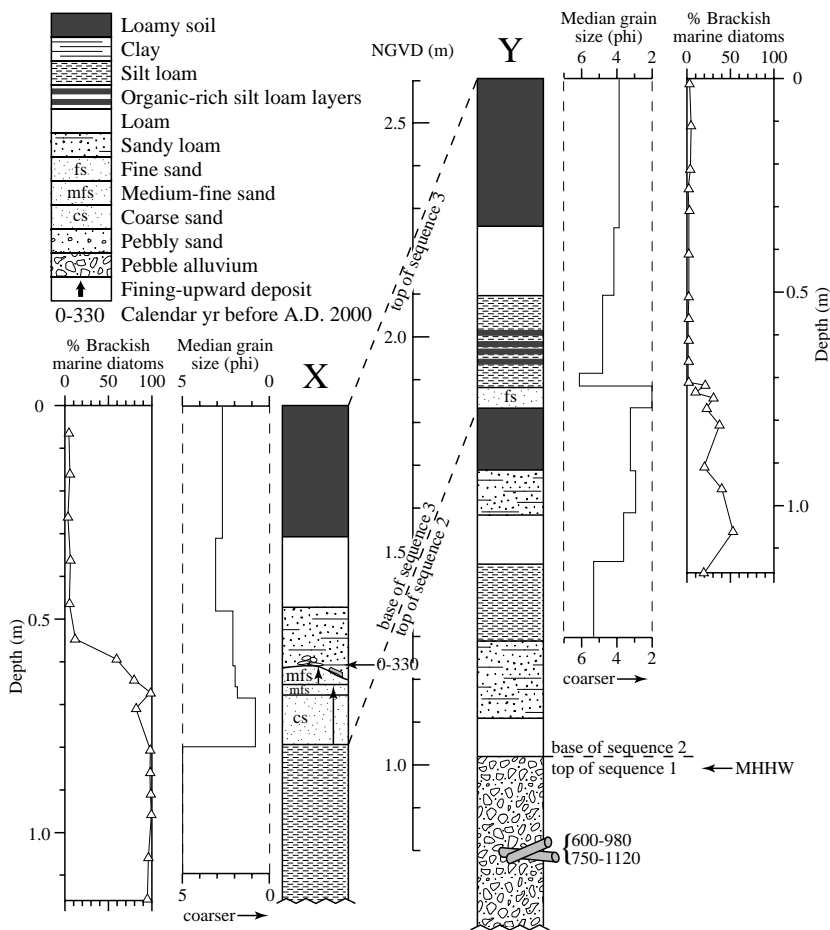 Loamy soil
Clay
Silt loam
Organic-rich silt loam layers
Loam
Sandy loam
fs Fine sand
mfs Medium-fine sand
cs Coarse sand
Pebbly sand
Pebble alluvium
Fining-upward deposit
0-330 Calendar yr before A.D. 2000
NGVD (m)
2.5
2.0
1.5
1.0
Y
Median grain
size (phi)
6 4 2
% Brackish
marine diatoms
0 50 100
0
0.5
1.0
Depth (m)
fs
6 4 2
coarser
top of sequence 3
base of sequence 3
top of sequence 2
base of sequence 2
top of sequence 1
MHHW
600-980
750-1120
% Brackish
marine diatoms
0 50 100
Median grain
size (phi)
5 0
X
0
0.5
1.0
Depth (m)
0-330
mfs
mfs
cs
5 0
coarser